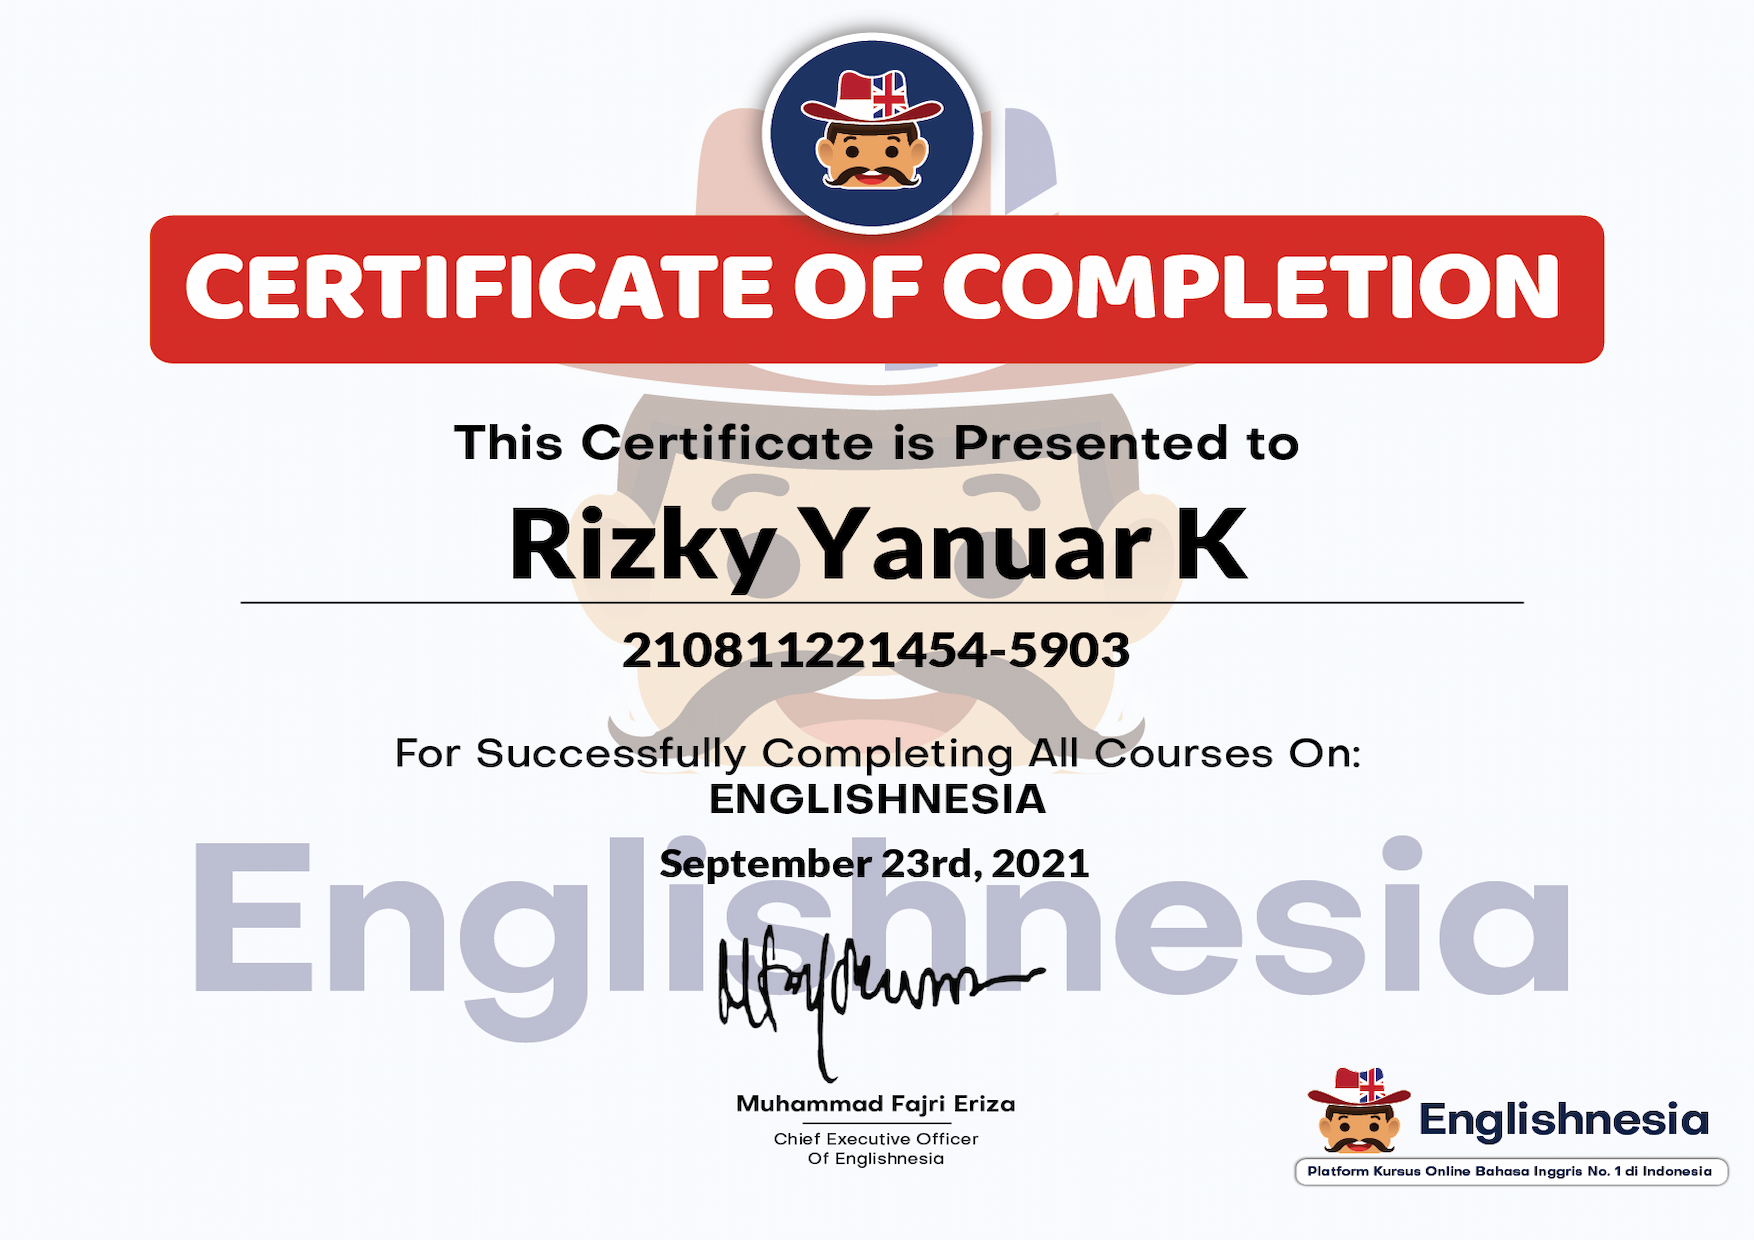 CERTIFICATE OF COMPLETION
This Certificate is Presented to
Rizky Yanuar K
210811221454-5903
For Successfully Completing All Courses On:
ENGLISHNESIA
September 23rd, 2021
Englishnesia
Muhammad Fajri Eriza
Chief Executive Officer
Of Englishnesia
Englishnesia
Platform Kursus Online Bahasa Inggris No. 1 di Indonesia